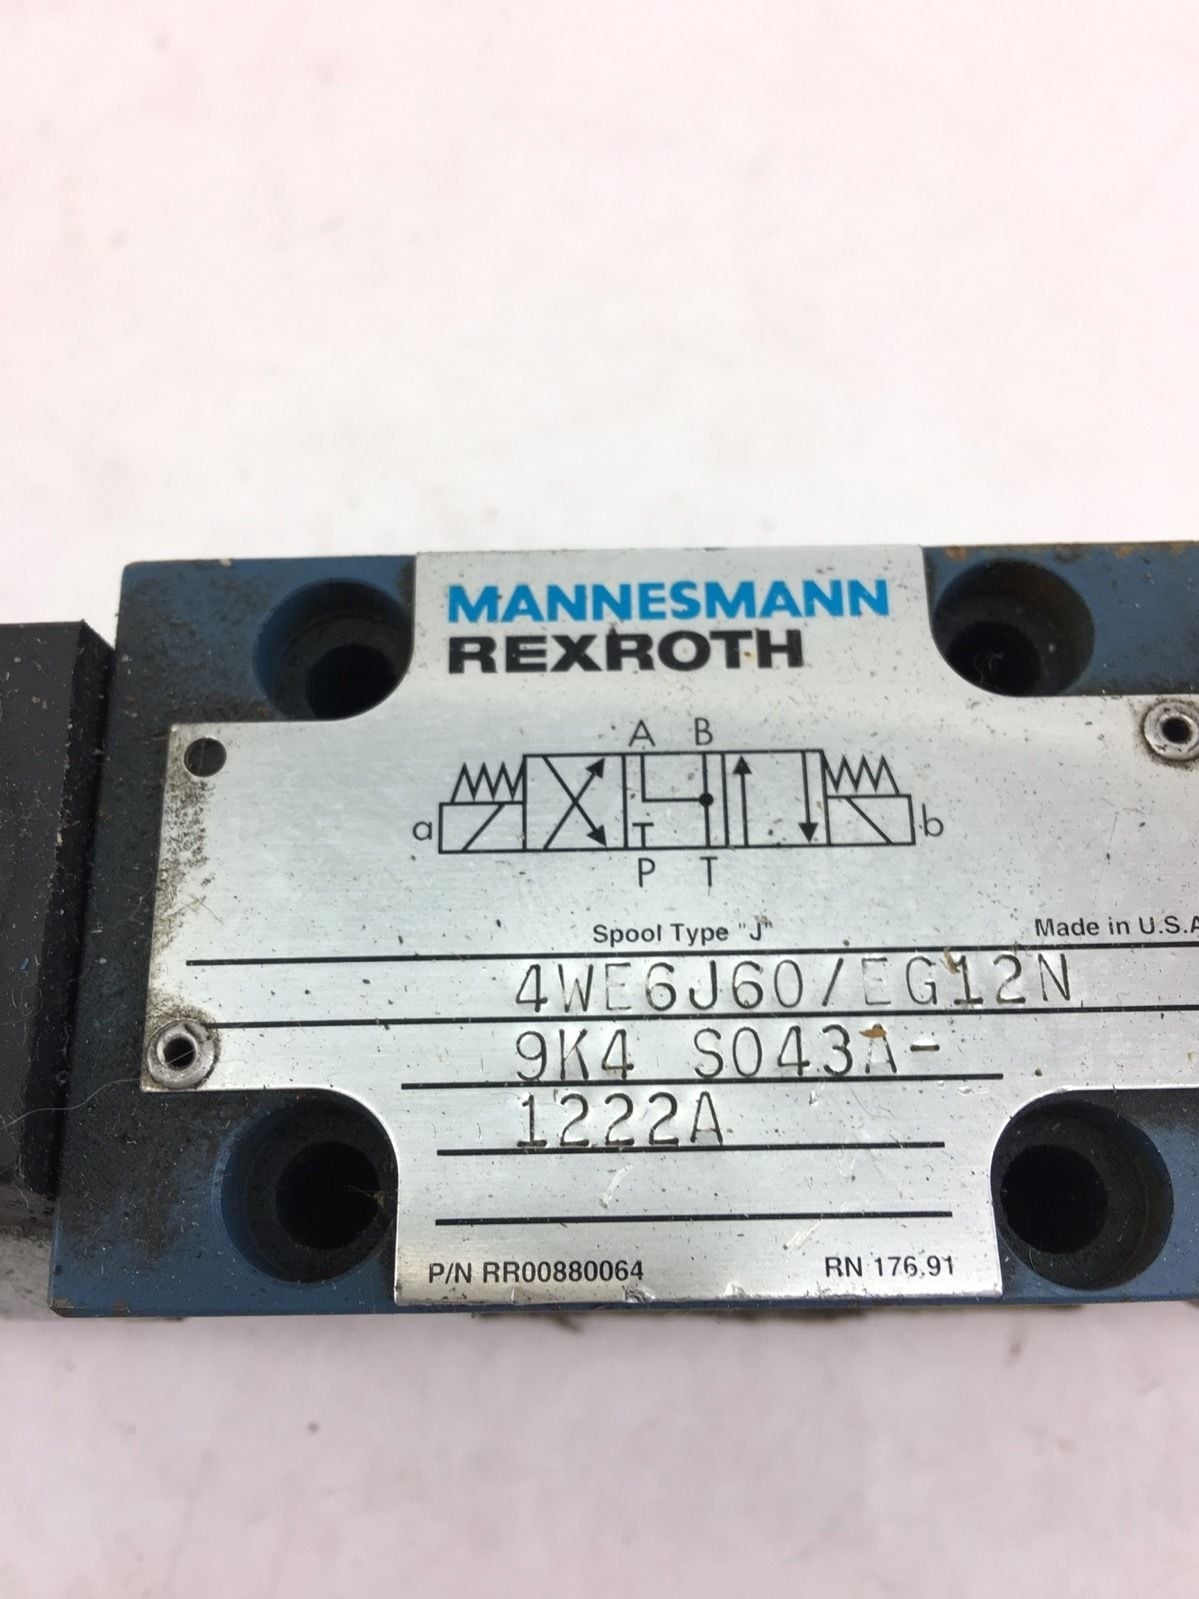 MANNESMANN
REXROTH
A B
a b
T
P T
Spool Type "J" Made in U.S.A
4WE6J60/EG12N
9K4 S043A-
1222A
P/N RR00880064 RN 176.91